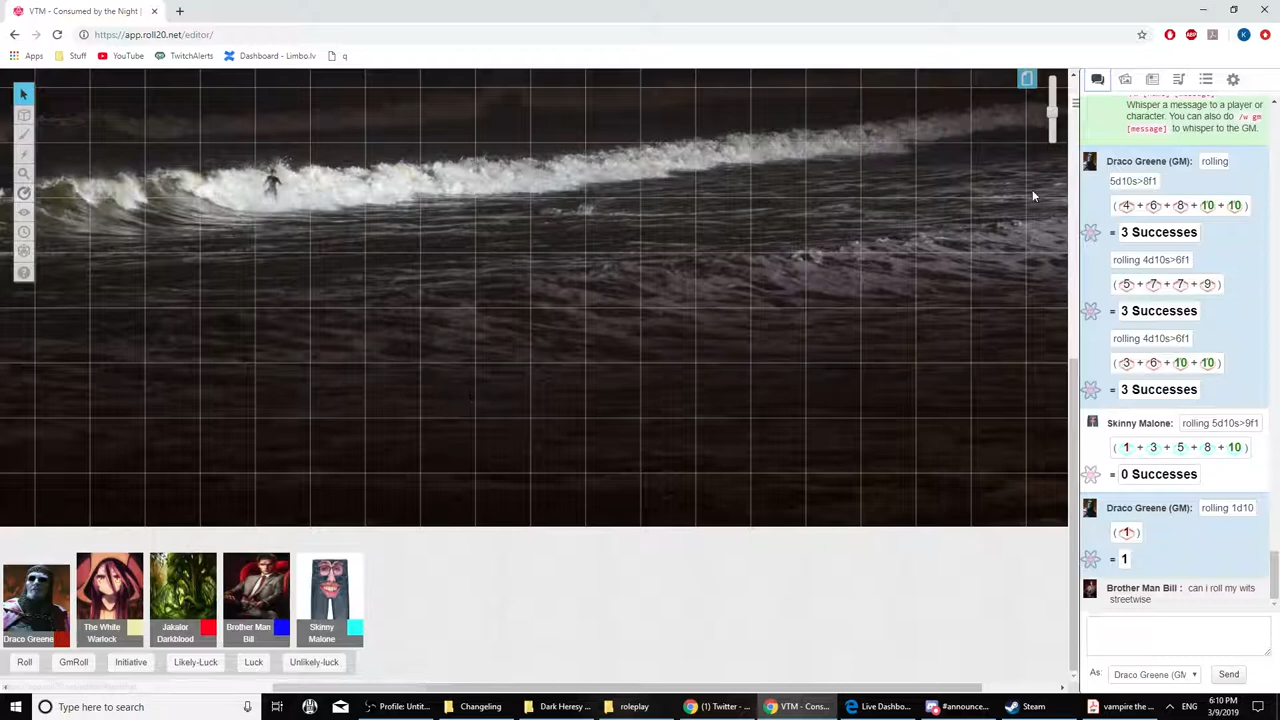 VTM - Consumed by the Night |
https://app.roll20.net/editor/
Apps
Stuff
YouTube
TwitchAlerts
Dashboard - Limbo.lv
q
K
Whisper a message to a player or
character. You can also do /w gm
[message] to whisper to the GM.
Draco Greene (GM): rolling
5d10s>8f1
(4+6+8+10+10)
= 3 Successes
rolling 4d10s>6f1
(5+7+7+9)
= 3 Successes
rolling 4d10s>6f1
(3+6+10+10)
= 3 Successes
Skinny Malone: rolling 5d10s>9f1
(1+3+5+8+10)
= 0 Successes
Draco Greene (GM): rolling 1d10
(1)
= 1
Brother Man Bill : can i roll my wits
streetwise
As: Draco Greene (GM
Send
Draco Greene
The White
Warlock
Jakalor
Darkblood
Brother Man
Bill
Skinny
Malone
Roll
GmRoll
Initiative
Likely-Luck
Luck
Unlikely-luck
Type here to search
Profile: Untit...
Changeling
Dark Heresy ...
roleplay
(1) Twitter - ...
VTM - Cons...
Live Dashbo...
#announce...
Steam
vampire the ...
ENG
6:10 PM
3/9/2019